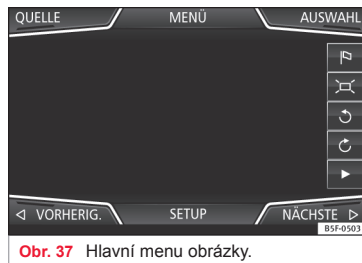 QUELLE MENÜ AUSWAHL
◁ VORHERIG. SETUP NÄCHSTE ▷
B5F-0503
Obr. 37 Hlavní menu obrázky.